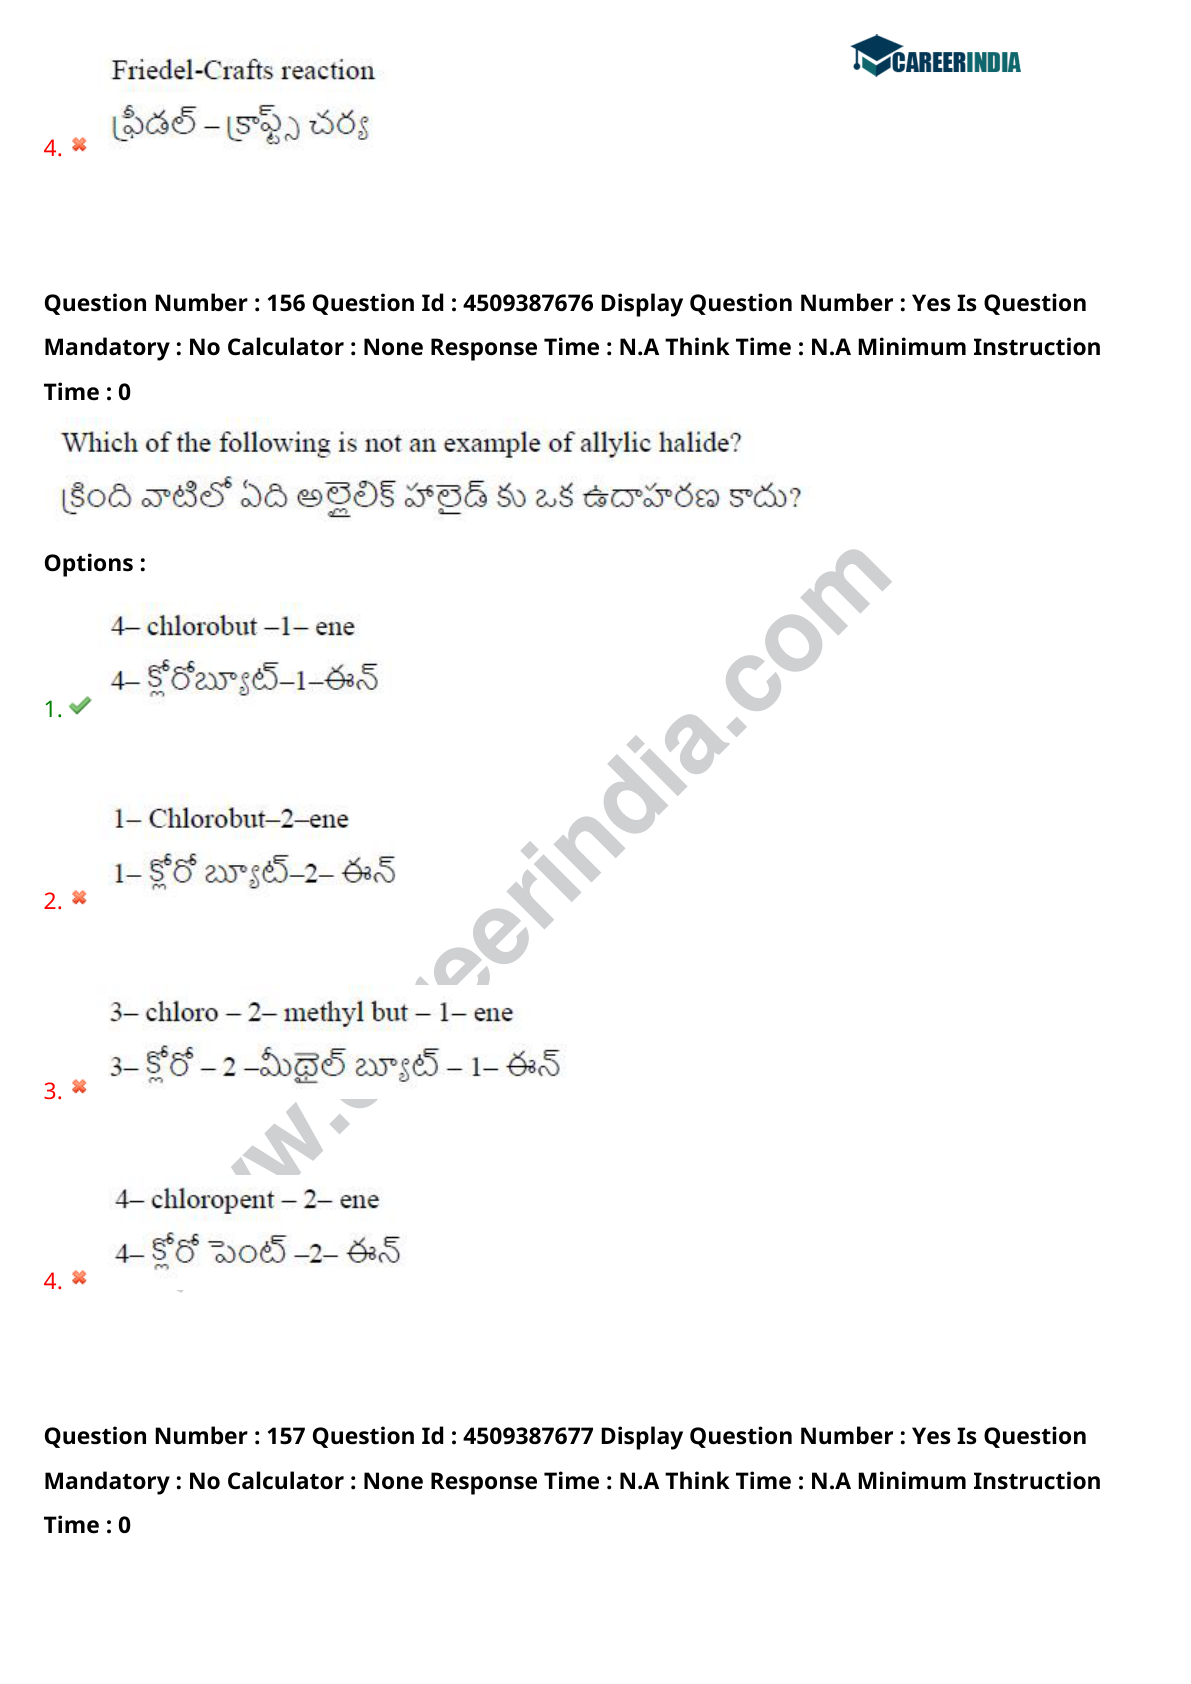 CAREERINDIA
Friedel-Crafts reaction
ఫ్రీడల్ – క్రాఫ్ట్స్ చర్య
4.
Question Number : 156 Question Id : 4509387676 Display Question Number : Yes Is Question
Mandatory : No Calculator : None Response Time : N.A Think Time : N.A Minimum Instruction
Time : 0
Which of the following is not an example of allylic halide?
క్రింది వాటిలో ఏది అల్లైలిక్ హాలైడ్ కు ఒక ఉదాహరణ కాదు?
Options :
4– chlorobut –1– ene
4– క్లోరోబ్యూట్–1–ఈన్
1.
1– Chlorobut–2–ene
1– క్లోరో బ్యూట్–2– ఈన్
2.
3– chloro – 2– methyl but – 1– ene
3– క్లోరో – 2 –మీథైల్ బ్యూట్ – 1– ఈన్
3.
4– chloropent – 2– ene
4– క్లోరో పెంట్ –2– ఈన్
4.
Question Number : 157 Question Id : 4509387677 Display Question Number : Yes Is Question
Mandatory : No Calculator : None Response Time : N.A Think Time : N.A Minimum Instruction
Time : 0